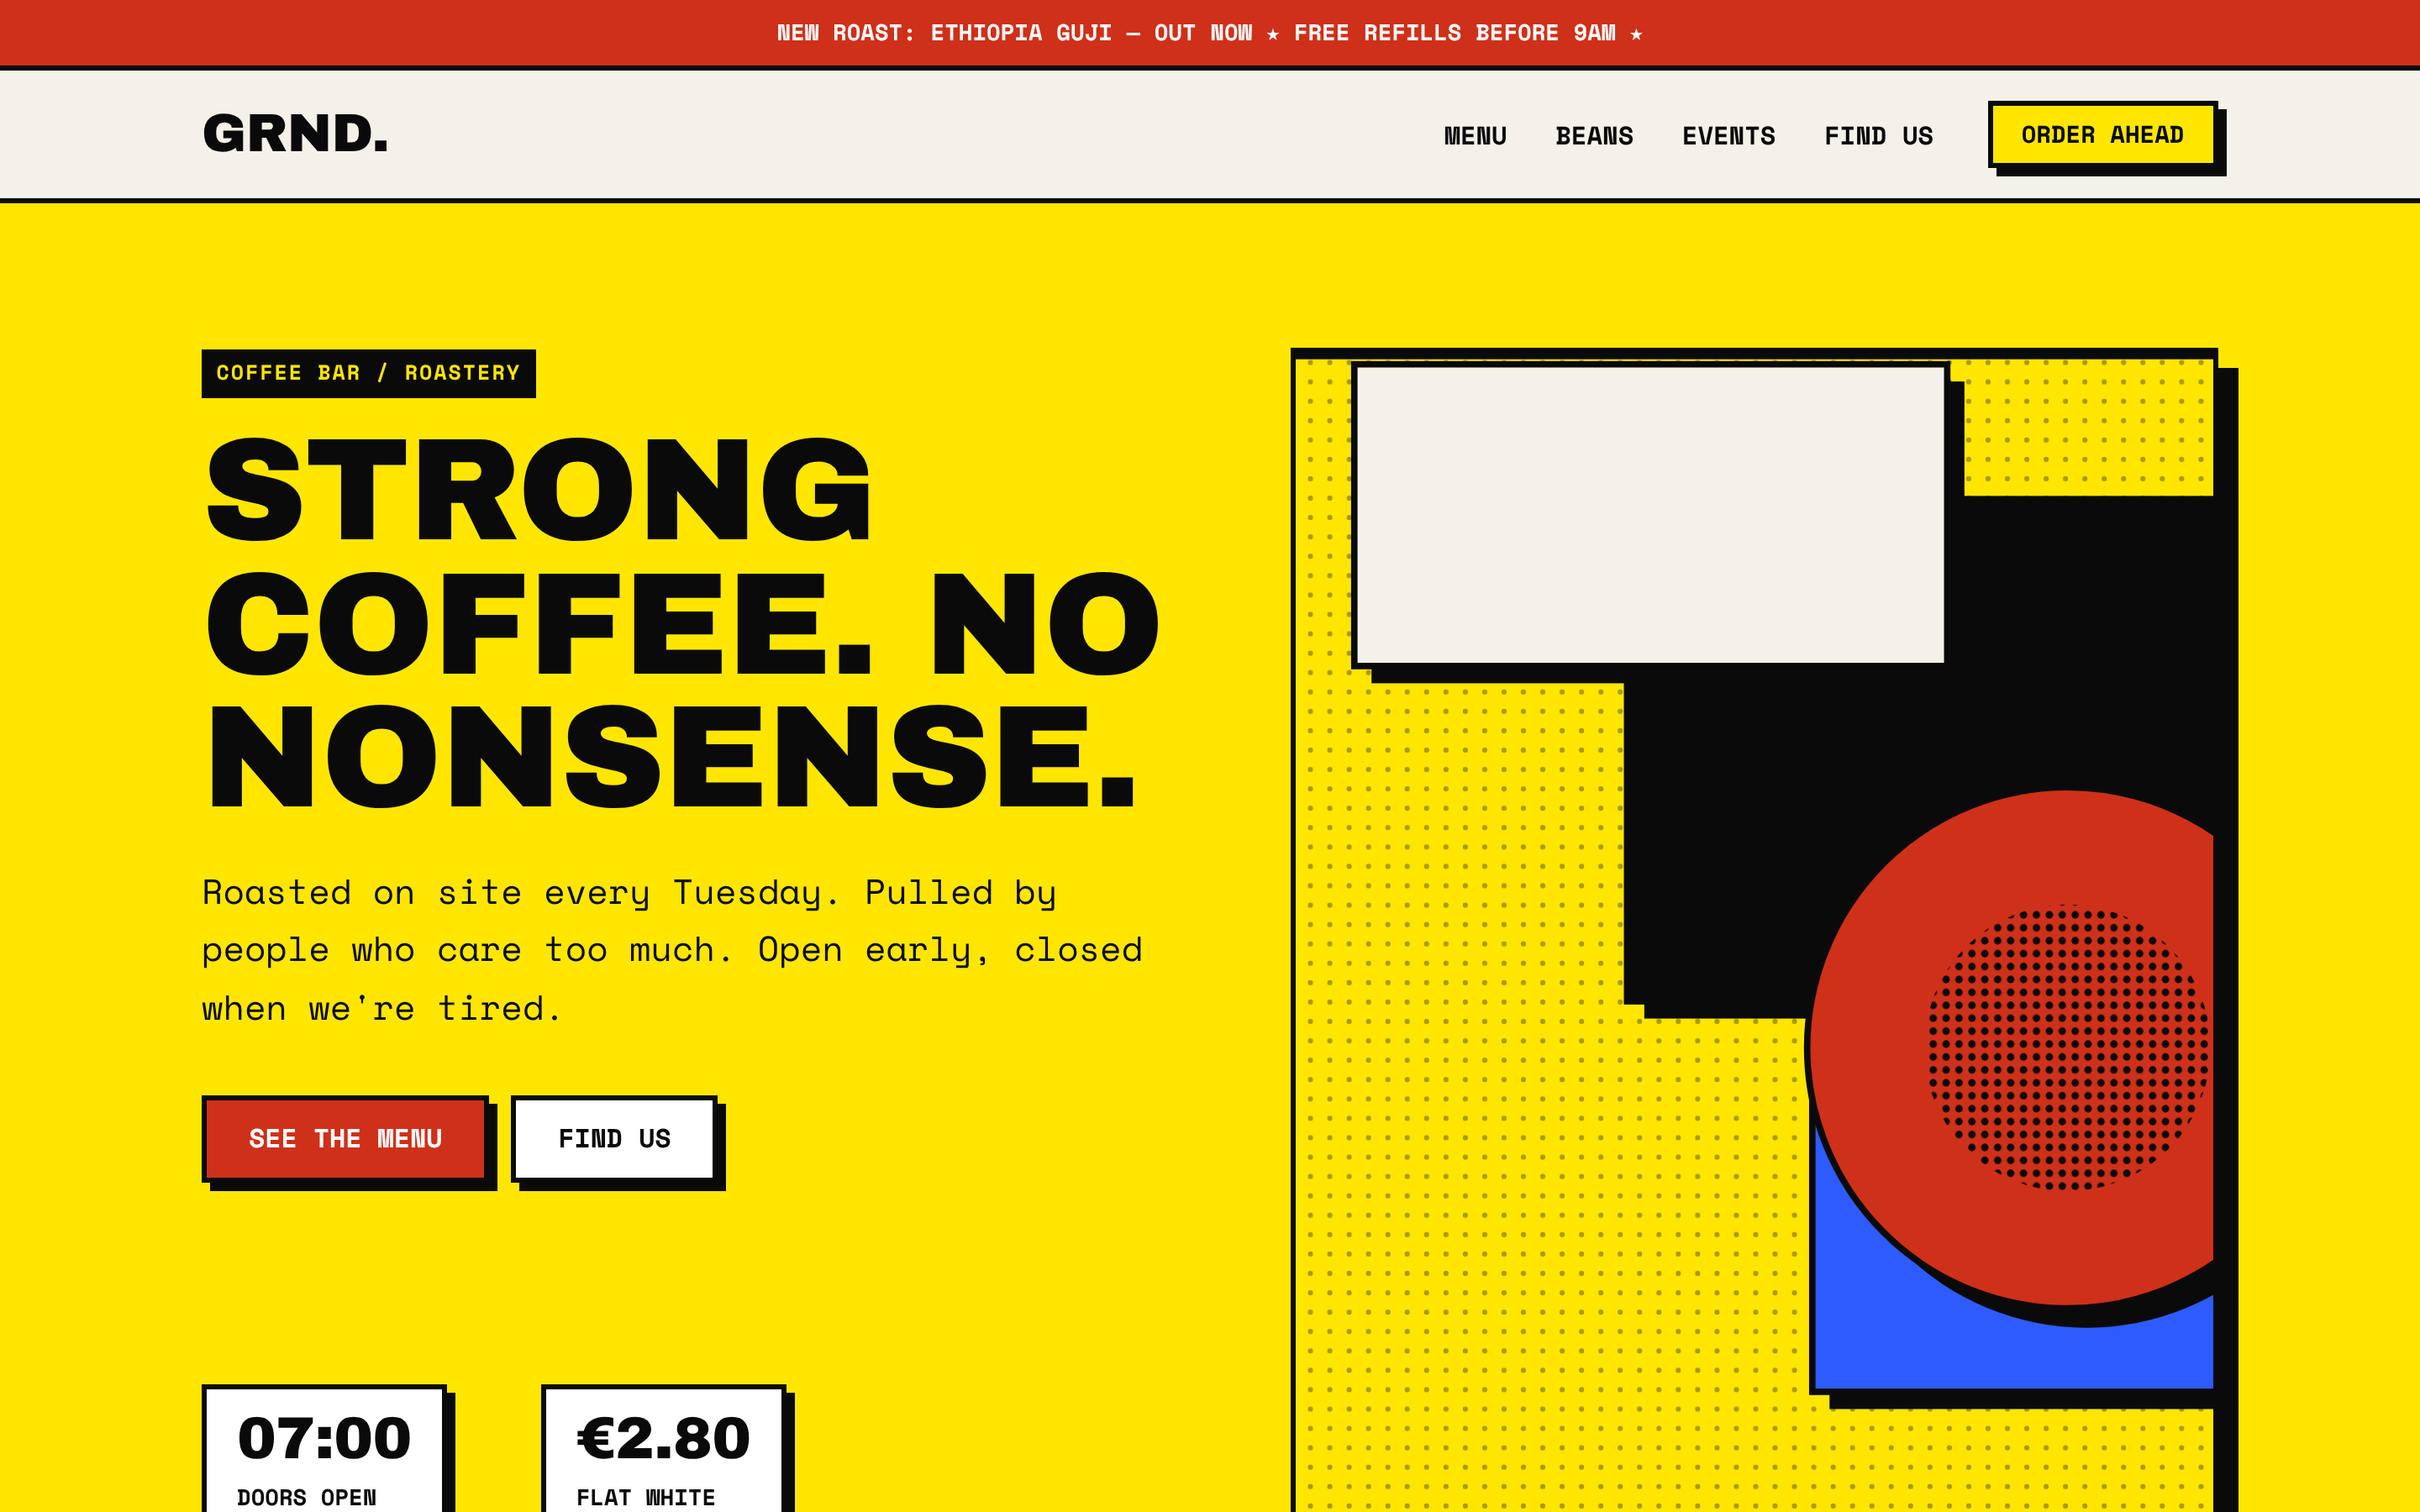 NEW ROAST: ETHIOPIA GUJI — OUT NOW ★ FREE REFILLS BEFORE 9AM ★
GRND.
MENU BEANS EVENTS FIND US ORDER AHEAD
COFFEE BAR / ROASTERY
STRONG
COFFEE. NO
NONSENSE.
Roasted on site every Tuesday. Pulled by
people who care too much. Open early, closed
when we're tired.
SEE THE MENU FIND US
07:00 €2.80
DOORS OPEN FLAT WHITE